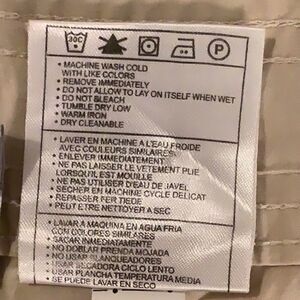 30C
P
• MACHINE WASH COLD
WITH LIKE COLORS
• REMOVE IMMEDIATELY
• DO NOT ALLOW TO LAY ON ITSELF WHEN WET
• DO NOT BLEACH
• TUMBLE DRY LOW
• WARM IRON
• DRY CLEANABLE
• LAVER EN MACHINE A L'EAU FROIDE
AVEC COULEURS SIMILAIRES
• ENLEVER IMMEDIATEMENT
• NE PAS LAISSER LE VETEMENT PLIE
LORSQU'IL EST MOUILLE
• NE PAS UTILISER D'EAU DE JAVEL
• SECHER EN MACHINE CYCLE DELICAT
• REPASSER FER TIEDE
• PEUT ETRE NETTOYER A SEC
• LAVAR A MAQUINA EN AGUA FRIA
CON COLORES SIMILARES
• SACAR INMEDIATAMENTE
• NO DOBLAR PRENDA MOJADA
• NO USAR BLANQUEADORES
• USAR SECADORA CICLO LENTO
• USAR PLANCHA TEMPERATURA MEDIA
• SE PUEDE LAVAR EN SECO